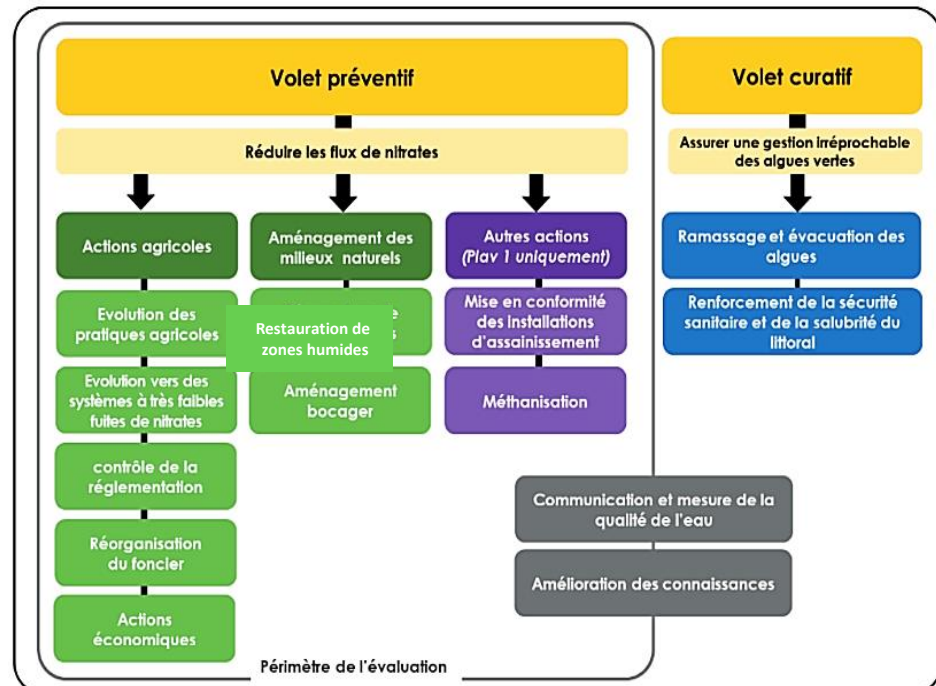 Volet préventif
Réduire les flux de nitrates
Actions agricoles
Evolution des
pratiques agricoles
Evolution vers des
systèmes à très faibles
fuites de nitrates
contrôle de la
réglementation
Réorganisation
du foncier
Actions
économiques
Aménagement des
milieux naturels
Restauration de
zones humides
Aménagement
bocager
Autres actions
(Plav 1 uniquement)
Mise en conformité
des installations
d'assainissement
Méthanisation
Volet curatif
Assurer une gestion irréprochable
des algues vertes
Ramassage et évacuation des
algues
Renforcement de la sécurité
sanitaire et de la salubrité du
littoral
Communication et mesure de la
qualité de l'eau
Amélioration des connaissances
Périmètre de l'évaluation